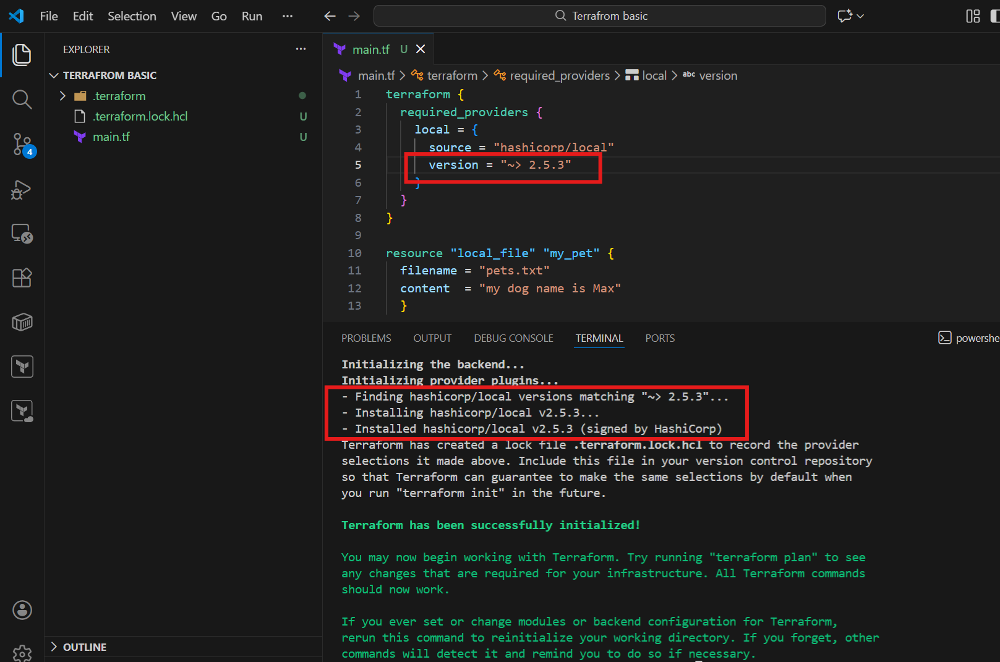 File Edit Selection View Go Run ··· Terrafrom basic
EXPLORER ···
TERRAFROM BASIC
.terraform
.terraform.lock.hcl U
main.tf U
4
main.tf U
main.tf > terraform > required_providers > local > abc version
1 terraform {
2 required_providers {
3 local = {
4 source = "hashicorp/local"
5 version = "~> 2.5.3"
6 }
7 }
8 }
9
10 resource "local_file" "my_pet" {
11 filename = "pets.txt"
12 content = "my dog name is Max"
13 }
PROBLEMS OUTPUT DEBUG CONSOLE TERMINAL PORTS powershe
Initializing the backend...
Initializing provider plugins...
- Finding hashicorp/local versions matching "~> 2.5.3"...
- Installing hashicorp/local v2.5.3...
- Installed hashicorp/local v2.5.3 (signed by HashiCorp)
Terraform has created a lock file .terraform.lock.hcl to record the provider
selections it made above. Include this file in your version control repository
so that Terraform can guarantee to make the same selections by default when
you run "terraform init" in the future.
Terraform has been successfully initialized!
You may now begin working with Terraform. Try running "terraform plan" to see
any changes that are required for your infrastructure. All Terraform commands
should now work.
If you ever set or change modules or backend configuration for Terraform,
rerun this command to reinitialize your working directory. If you forget, other
commands will detect it and remind you to do so if necessary.
OUTLINE